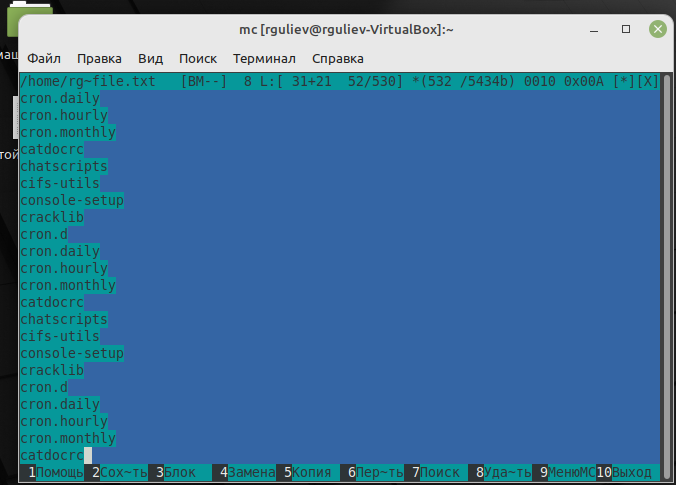 mc [rguliev@rguliev-VirtualBox]:~
Файл Правка Вид Поиск Терминал Справка
/home/rg~file.txt [BM--] 8 L:[ 31+21 52/530] *(532 /5434b) 0010 0x00A [*][X]
cron.daily
cron.hourly
cron.monthly
catdocrc
chatscripts
cifs-utils
console-setup
cracklib
cron.d
cron.daily
cron.hourly
cron.monthly
catdocrc
chatscripts
cifs-utils
console-setup
cracklib
cron.d
cron.daily
cron.hourly
cron.monthly
catdocrc
1Помощь 2Сох~ть 3Блок 4Замена 5Копия 6Пер~ть 7Поиск 8Уда~ть 9МенюМС 10Выход